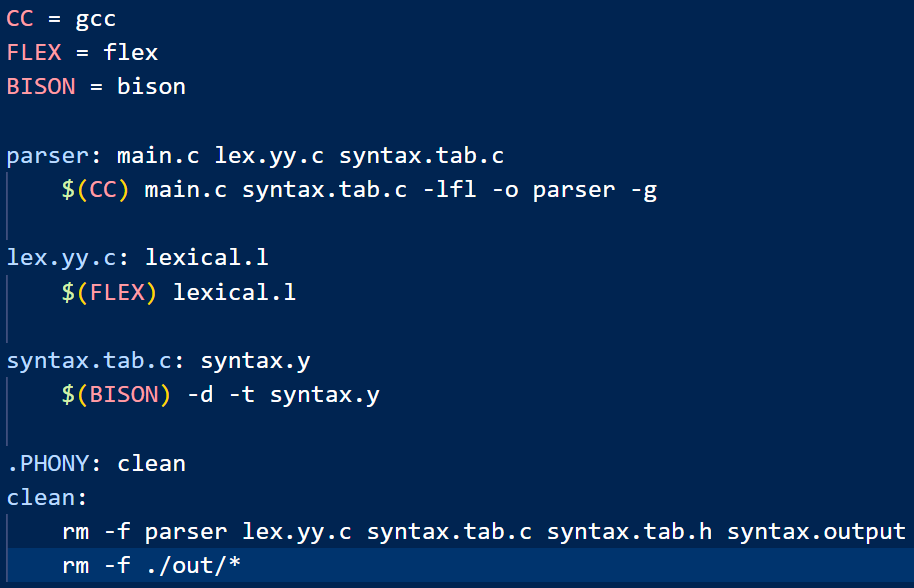 CC = gcc
FLEX = flex
BISON = bison
parser: main.c lex.yy.c syntax.tab.c
$(CC) main.c syntax.tab.c -lfl -o parser -g
lex.yy.c: lexical.l
$(FLEX) lexical.l
syntax.tab.c: syntax.y
$(BISON) -d -t syntax.y
.PHONY: clean
clean:
rm -f parser lex.yy.c syntax.tab.c syntax.tab.h syntax.output
rm -f ./out/*